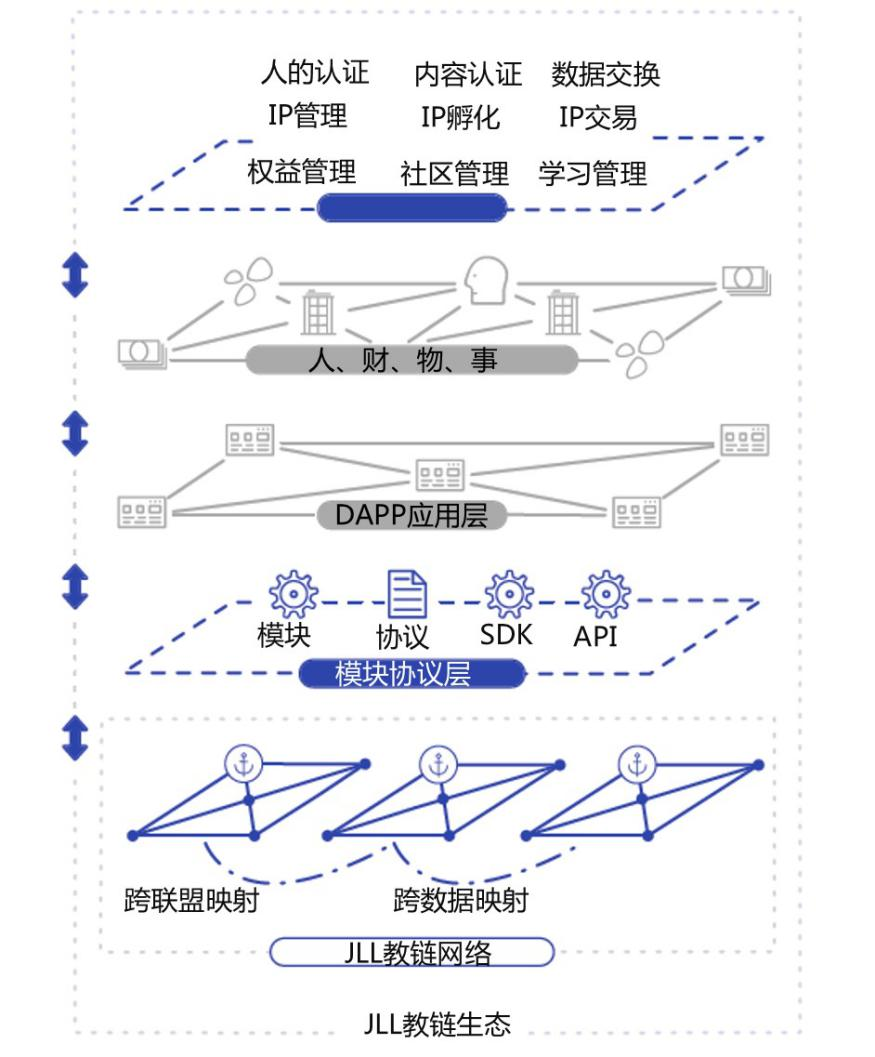 人的认证 内容认证 数据交换
IP管理 IP孵化 IP交易
权益管理 社区管理 学习管理
人、财、物、事
DAPP应用层
模块 协议 SDK API
模块协议层
跨联盟映射 跨数据映射
JLL教链网络
JLL教链生态